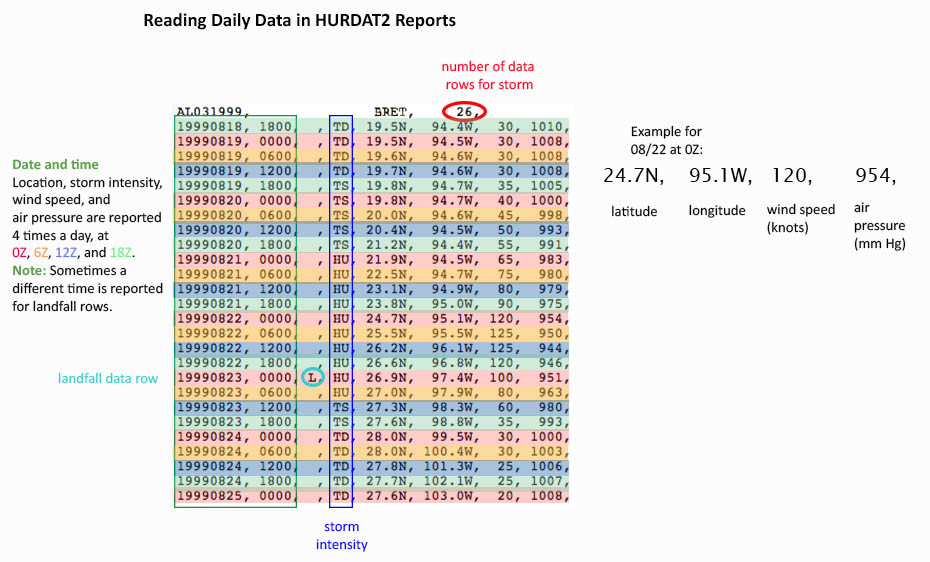 Reading Daily Data in HURDAT2 Reports
number of data
rows for storm
AL031999, BRET, 26,
19990818, 1800, , TD, 19.5N, 94.4W, 30, 1010,
19990819, 0000, , TD, 19.5N, 94.5W, 30, 1008,
19990819, 0600, , TD, 19.6N, 94.6W, 30, 1008,
19990819, 1200, , TD, 19.7N, 94.6W, 30, 1008,
19990819, 1800, , TS, 19.8N, 94.7W, 35, 1005,
19990820, 0000, , TS, 19.8N, 94.7W, 40, 1000,
19990820, 0600, , TS, 20.0N, 94.6W, 45, 998,
19990820, 1200, , TS, 20.4N, 94.5W, 50, 993,
19990820, 1800, , TS, 21.2N, 94.4W, 55, 991,
19990821, 0000, , HU, 21.9N, 94.5W, 65, 983,
19990821, 0600, , HU, 22.5N, 94.7W, 75, 980,
19990821, 1200, , HU, 23.1N, 94.9W, 80, 979,
19990821, 1800, , HU, 23.8N, 95.0W, 90, 975,
19990822, 0000, , HU, 24.7N, 95.1W, 120, 954,
19990822, 0600, , HU, 25.5N, 95.5W, 125, 950,
19990822, 1200, , HU, 26.2N, 96.1W, 125, 944,
19990822, 1800, , HU, 26.6N, 96.8W, 120, 946,
19990823, 0000, L, HU, 26.9N, 97.4W, 100, 951,
19990823, 0600, , HU, 27.0N, 97.9W, 80, 963,
19990823, 1200, , TS, 27.3N, 98.3W, 60, 980,
19990823, 1800, , TS, 27.6N, 98.8W, 35, 993,
19990824, 0000, , TD, 28.0N, 99.5W, 30, 1000,
19990824, 0600, , TD, 28.0N, 100.4W, 30, 1003,
19990824, 1200, , TD, 27.8N, 101.3W, 25, 1006,
19990824, 1800, , TD, 27.7N, 102.1W, 25, 1007,
19990825, 0000, , TD, 27.6N, 103.0W, 20, 1008,
Date and time
Location, storm intensity,
wind speed, and
air pressure are reported
4 times a day, at
0Z, 6Z, 12Z, and 18Z.
Note: Sometimes a
different time is reported
for landfall rows.
landfall data row
storm
intensity
Example for
08/22 at 0Z:
24.7N, 95.1W, 120, 954,
latitude
longitude
wind speed
(knots)
air
pressure
(mm Hg)